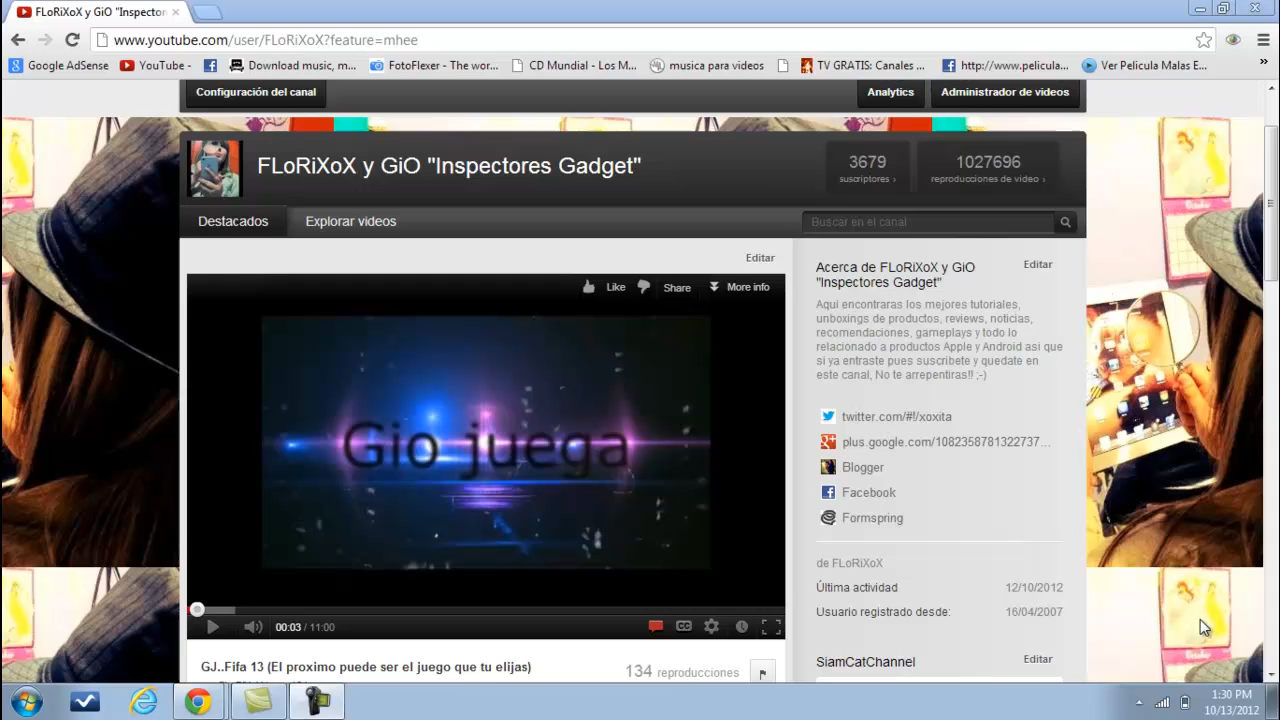 FLoRiXoX y GiO "Inspector
www.youtube.com/user/FLoRiXoX?feature=mhee
Google AdSense
YouTube -
Download music, m...
FotoFlexer - The wor...
CD Mundial - Los M...
musica para videos
TV GRATIS: Canales ...
http://www.pelicula...
Ver Pelicula Malas E...
Configuración del canal
Analytics
Administrador de videos
FLoRiXoX y GiO "Inspectores Gadget"
3679
suscriptores ›
1027696
reproducciones de video ›
Destacados
Explorar videos
Buscar en el canal
Editar
Like
Share
More info
Gio juega
00:03 / 11:00
CC
GJ..Fifa 13 (El proximo puede ser el juego que tu elijas)
134 reproducciones
Acerca de FLoRiXoX y GiO
"Inspectores Gadget"
Editar
Aqui encontraras los mejores tutoriales,
unboxings de productos, reviews, noticias,
recomendaciones, gameplays y todo lo
relacionado a productos Apple y Android asi que
si ya entraste pues suscribete y quedate en
este canal, No te arrepentiras!! ;-)
twitter.com/#!/xoxita
plus.google.com/1082358781322737...
Blogger
Facebook
Formspring
de FLoRiXoX
Última actividad 12/10/2012
Usuario registrado desde: 16/04/2007
SiamCatChannel
Editar
1:30 PM
10/13/2012